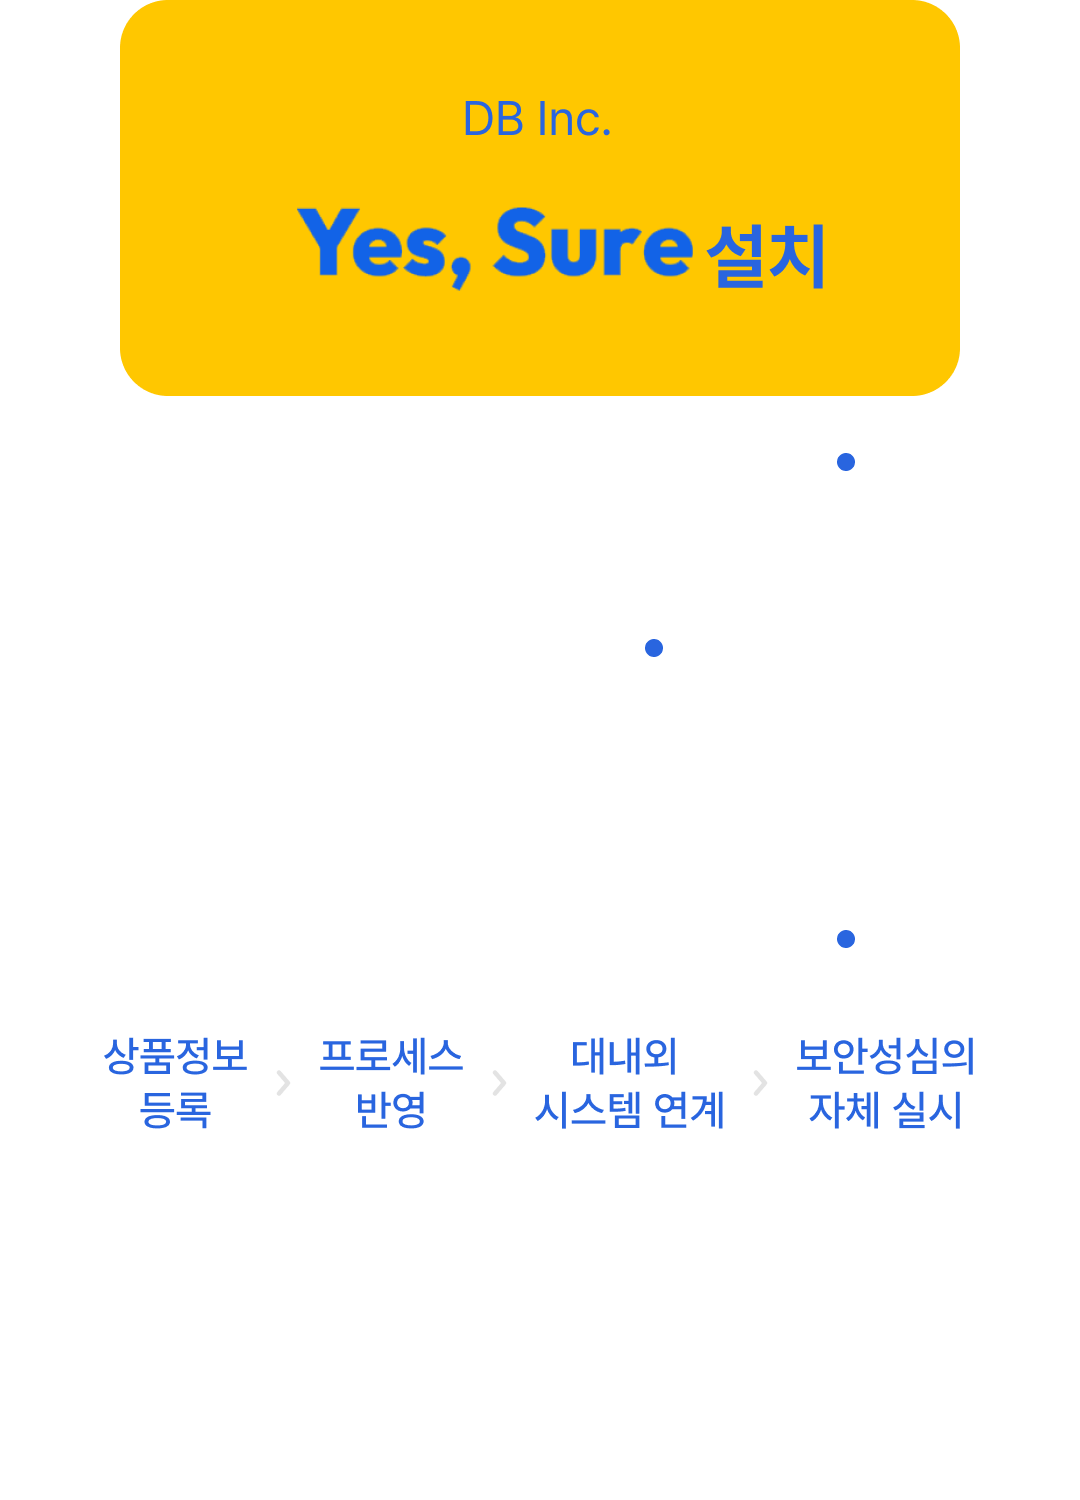 DB Inc.
Yes, Sure 설치
상품정보
등록
프로세스
반영
대내외
시스템 연계
보안성심의
자체 실시